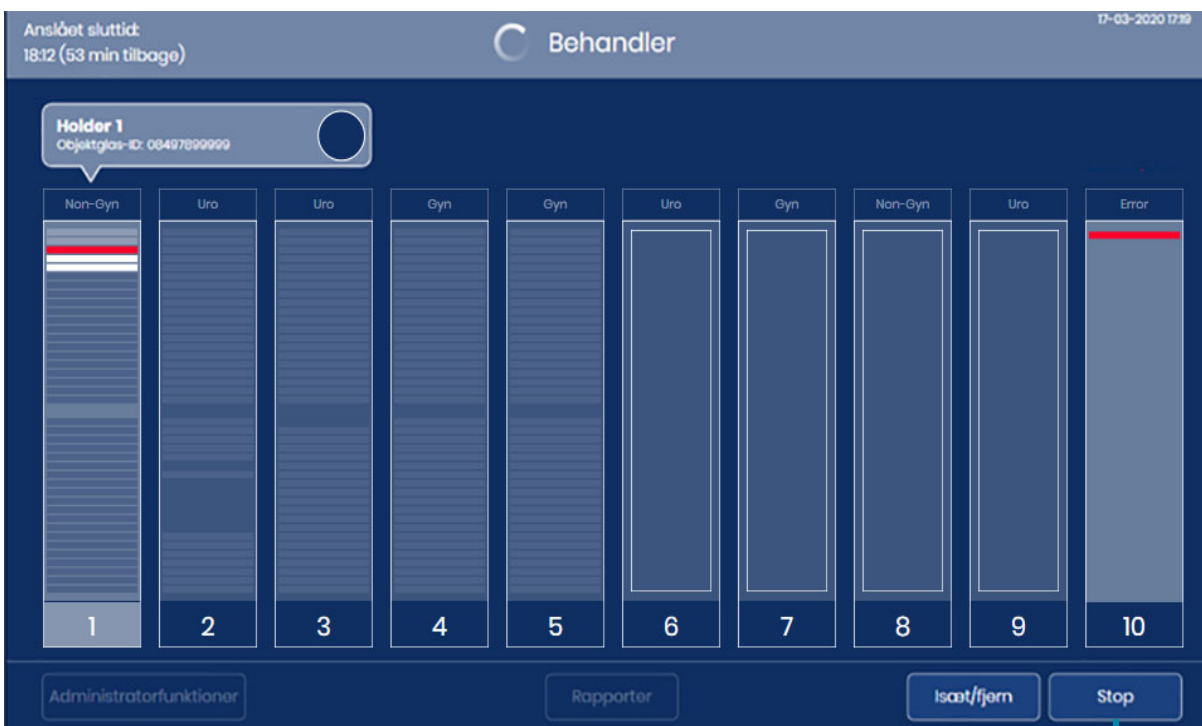 Anslået sluttid:
18:12 (53 min tilbage)
Behandler
17-03-2020 17:19
Holder 1
Objektglas-ID: 08497899999
Non-Gyn
Uro
Uro
Gyn
Gyn
Uro
Gyn
Non-Gyn
Uro
Error
1
2
3
4
5
6
7
8
9
10
Administratorfunktioner
Rapporter
Isæt/fjern
Stop